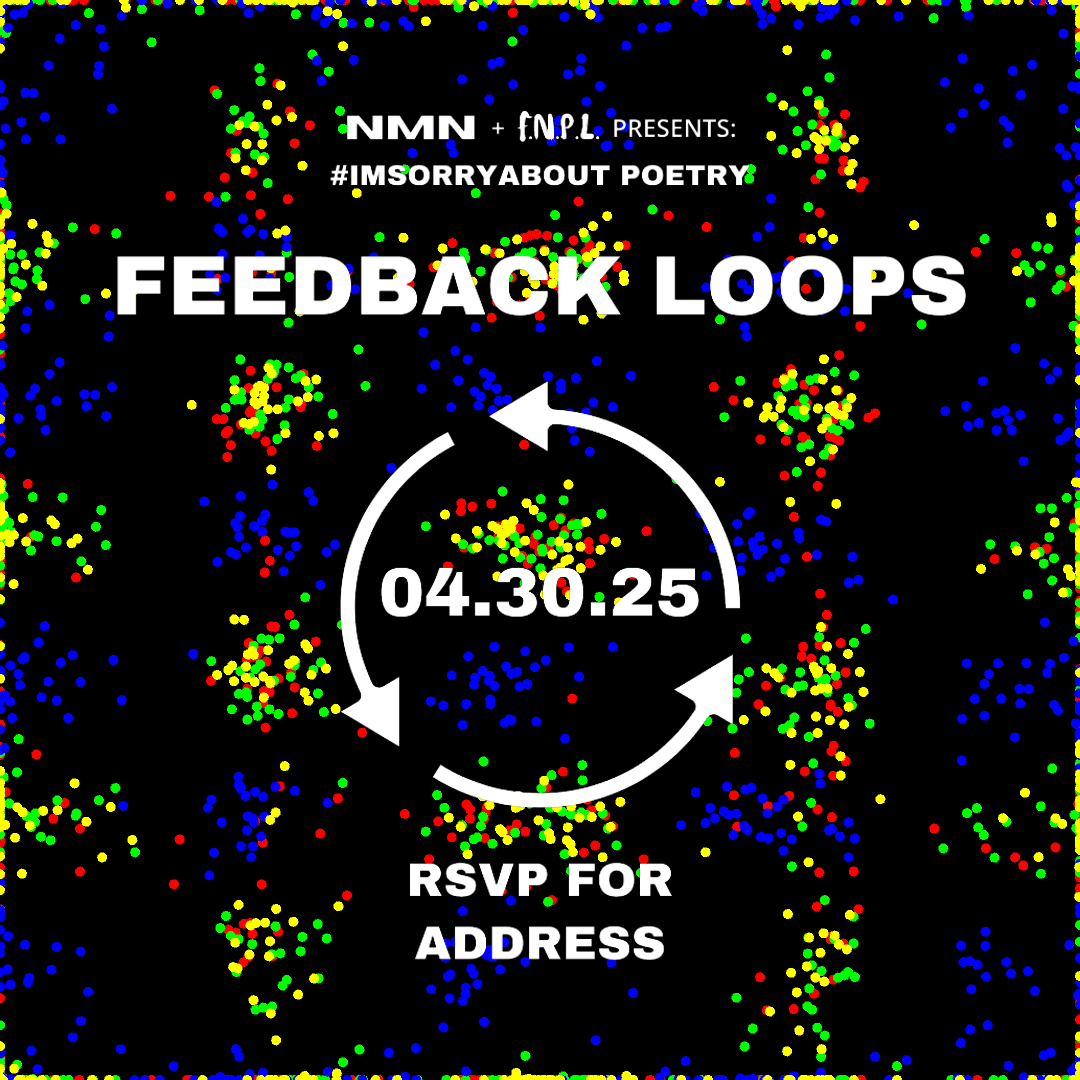 NMN + F.N.P.L. PRESENTS:
#IMSORRYABOUT POETRY
FEEDBACK LOOPS
04.30.25
RSVP FOR
ADDRESS